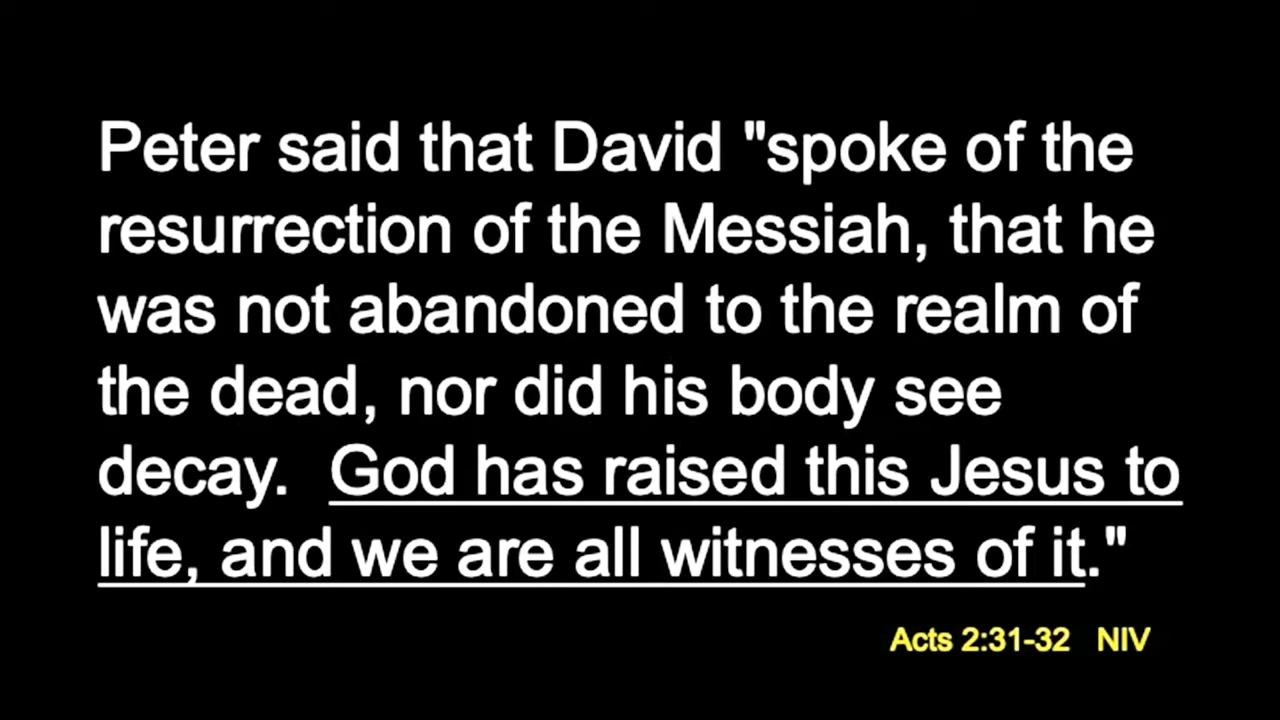 Peter said that David "spoke of the
resurrection of the Messiah, that he
was not abandoned to the realm of
the dead, nor did his body see
decay.  God has raised this Jesus to
life, and we are all witnesses of it."
Acts 2:31-32   NIV